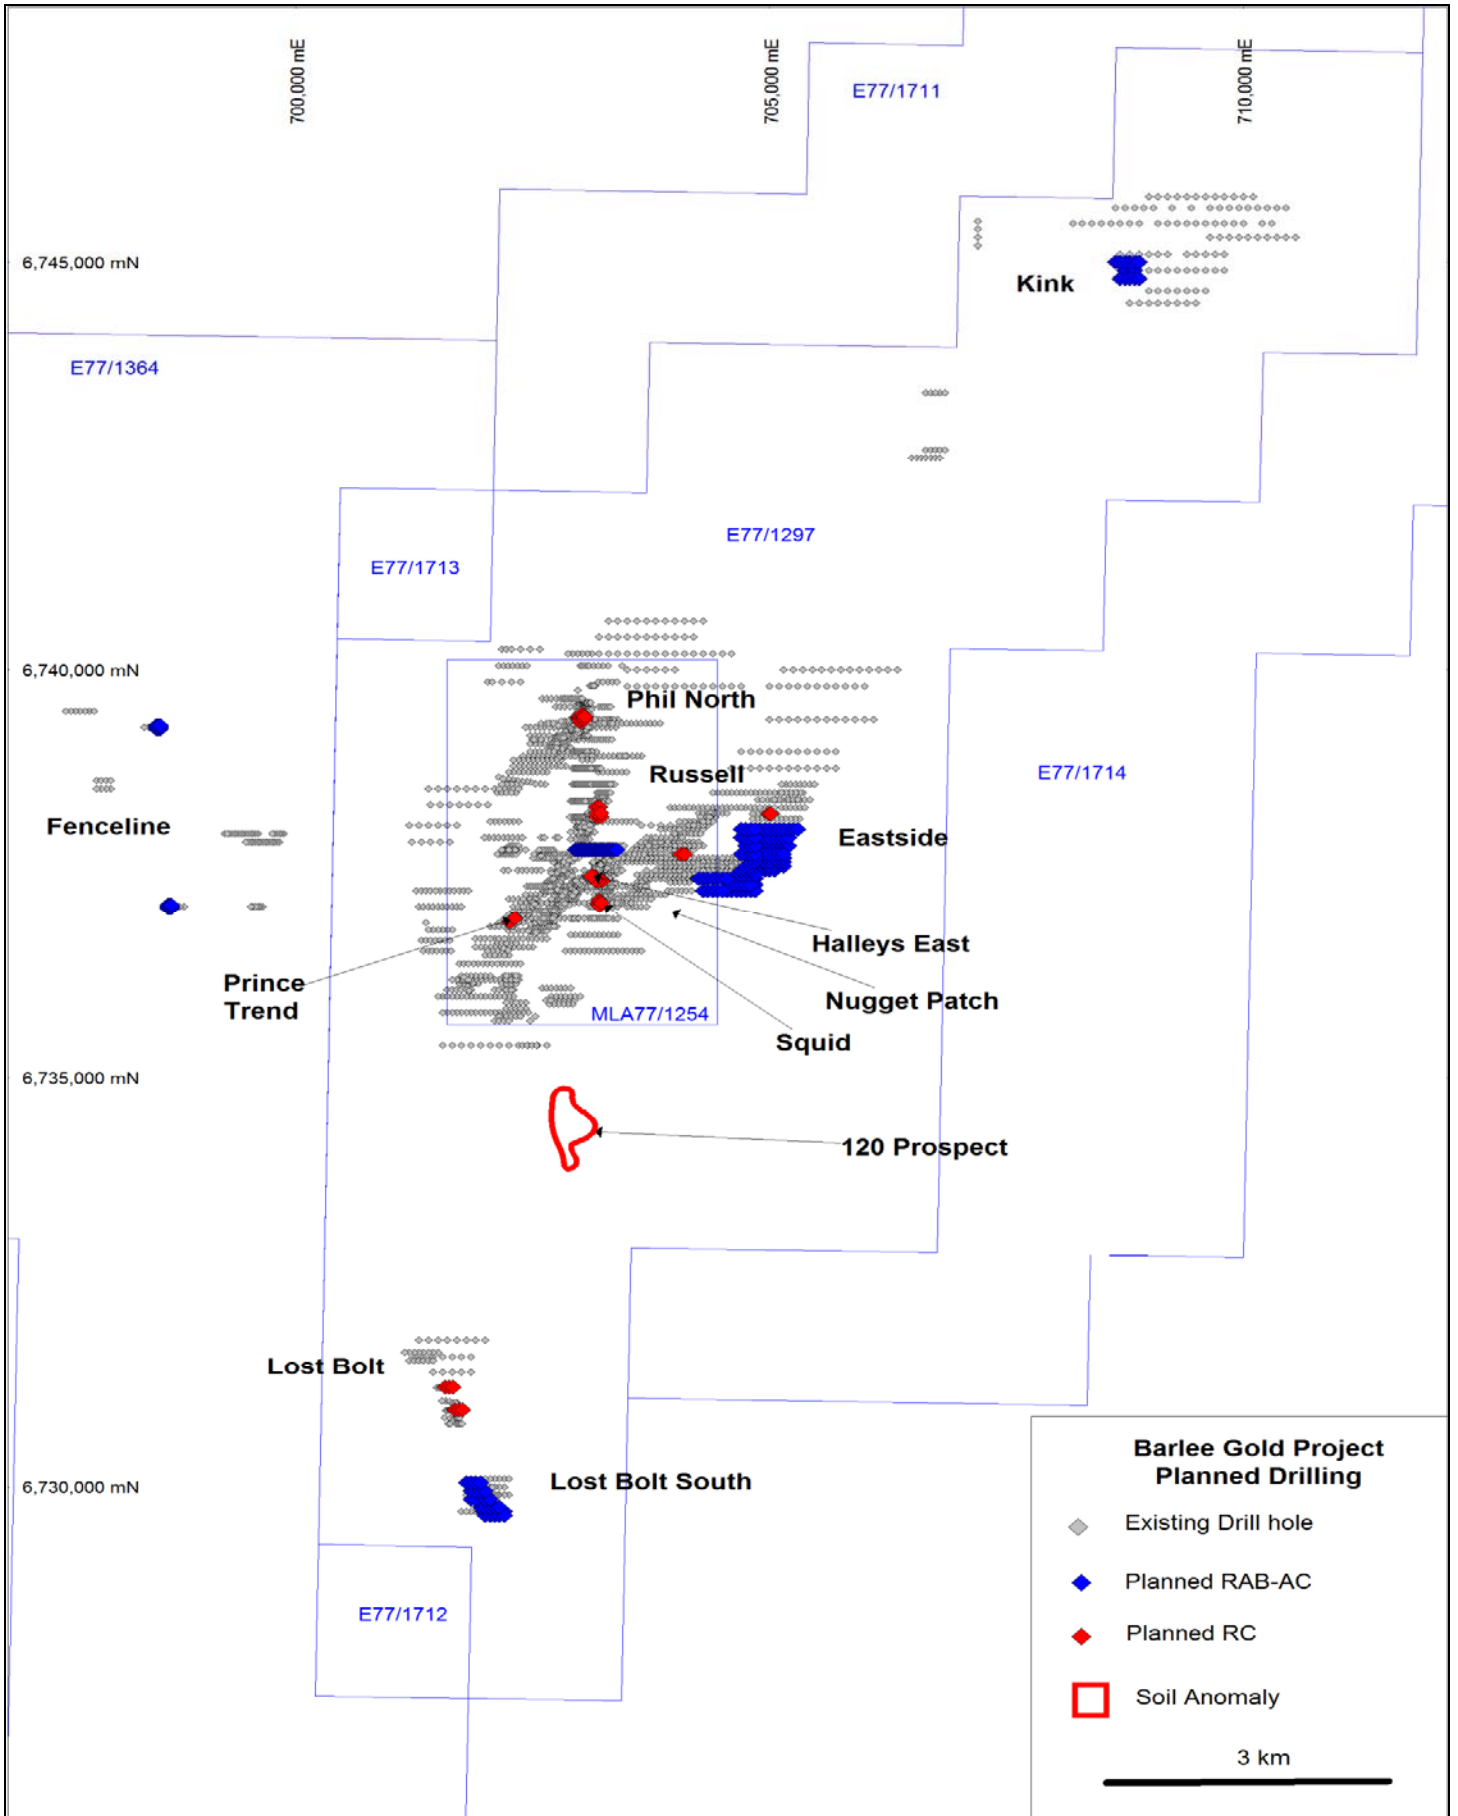 700,000 mE
705,000 mE
710,000 mE
E77/1711
6,745,000 mN
Kink
E77/1364
E77/1297
E77/1713
6,740,000 mN
Phil North
Russell
E77/1714
Fenceline
Eastside
Halleys East
Prince
Trend
Nugget Patch
MLA77/1254
Squid
6,735,000 mN
120 Prospect
Lost Bolt
Lost Bolt South
6,730,000 mN
E77/1712
Barlee Gold Project
Planned Drilling
Existing Drill hole
Planned RAB-AC
Planned RC
Soil Anomaly
3 km